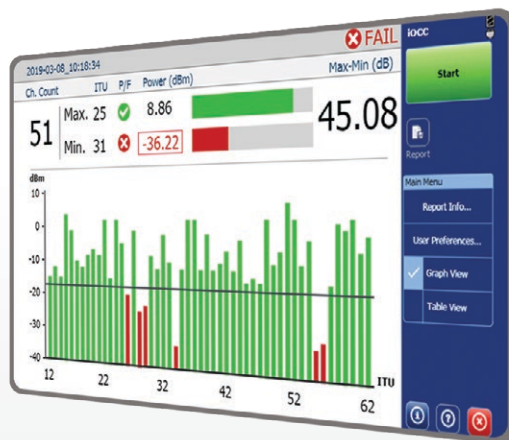 FAIL
iOCC
2019-03-08_10:18:34
Ch. Count ITU P/F Power (dBm) Max-Min (dB)
Start
51
Max. 25 8.86
45.08
Min. 31 -36.22
Report
dBm
10
0
-10
-20
-30
-40
12 22 32 42 52 62
ITU
Main Menu
Report Info...
User Preferences...
Graph View
Table View